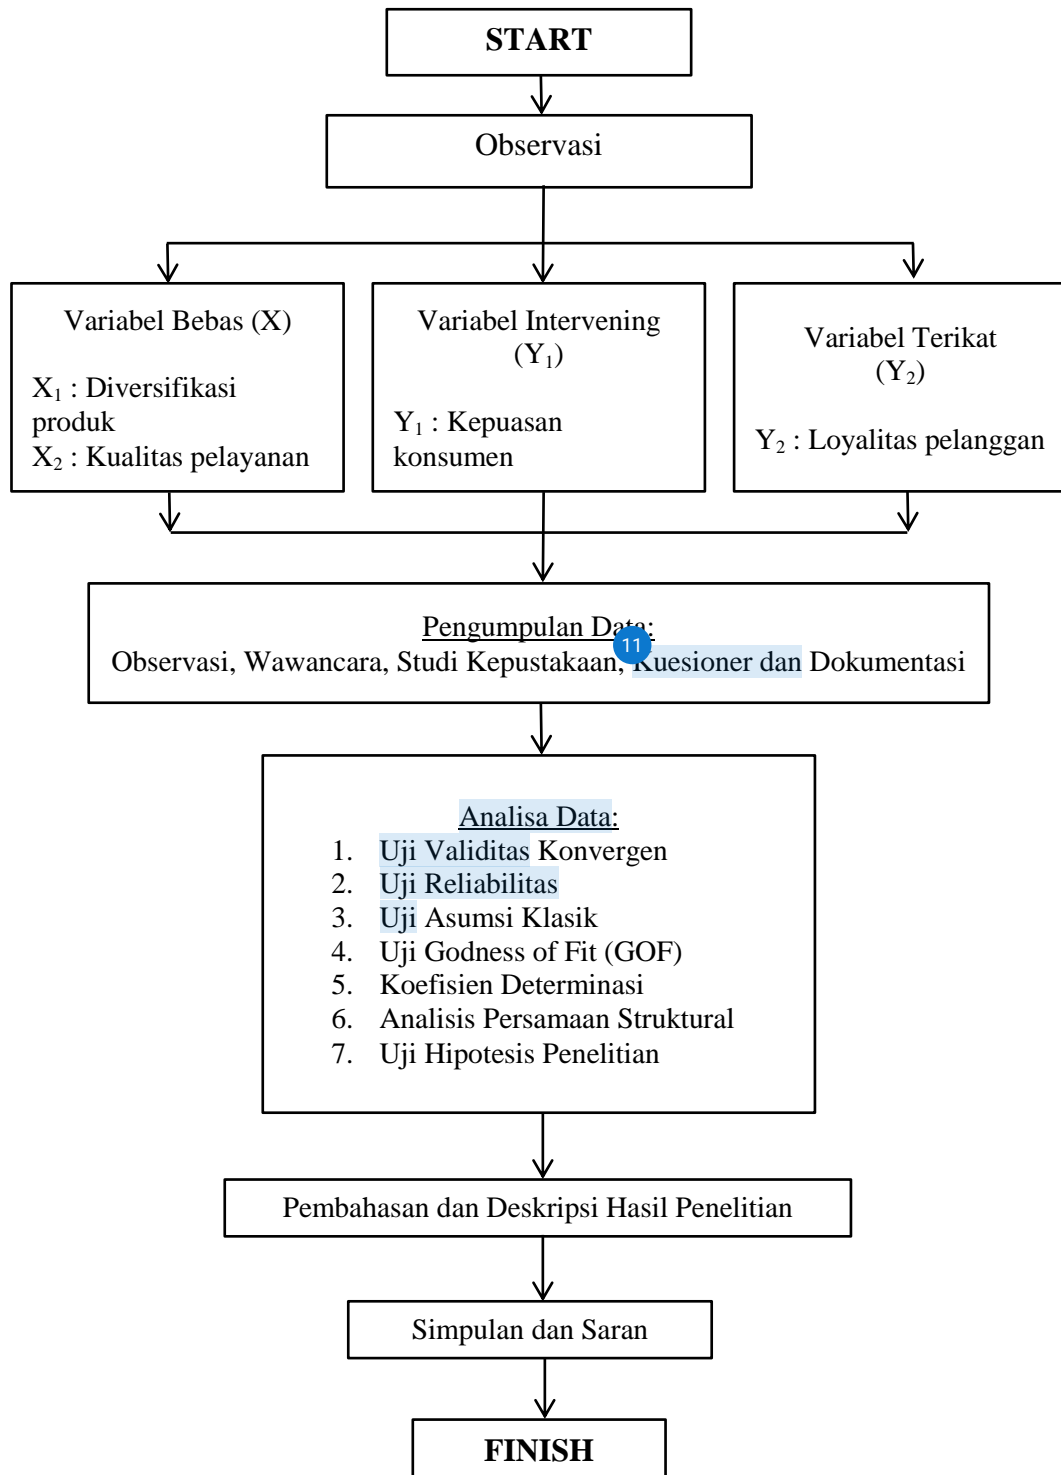 START
Observasi
Variabel Bebas (X)
X₁ : Diversifikasi
produk
X₂ : Kualitas pelayanan
Variabel Intervening
(Y₁)
Y₁ : Kepuasan
konsumen
Variabel Terikat
(Y₂)
Y₂ : Loyalitas pelanggan
Pengumpulan Data:
11
Observasi, Wawancara, Studi Kepustakaan, Kuesioner dan Dokumentasi
Analisa Data:
1. Uji Validitas Konvergen
2. Uji Reliabilitas
3. Uji Asumsi Klasik
4. Uji Godness of Fit (GOF)
5. Koefisien Determinasi
6. Analisis Persamaan Struktural
7. Uji Hipotesis Penelitian
Pembahasan dan Deskripsi Hasil Penelitian
Simpulan dan Saran
FINISH